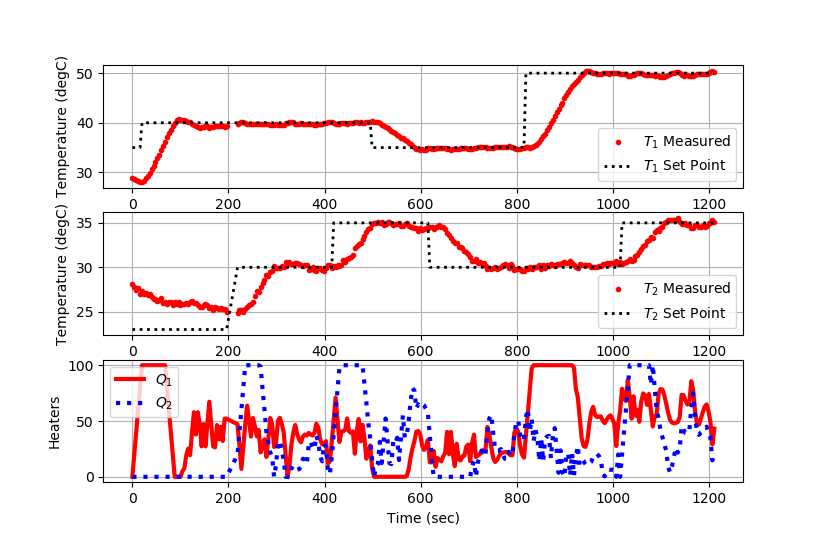 Temperature (degC)
50
40
30
T1 Measured
T1 Set Point
0 200 400 600 800 1000 1200
Temperature (degC)
35
30
25
T2 Measured
T2 Set Point
0 200 400 600 800 1000 1200
Heaters
100
50
0
Q1
Q2
0 200 400 600 800 1000 1200
Time (sec)